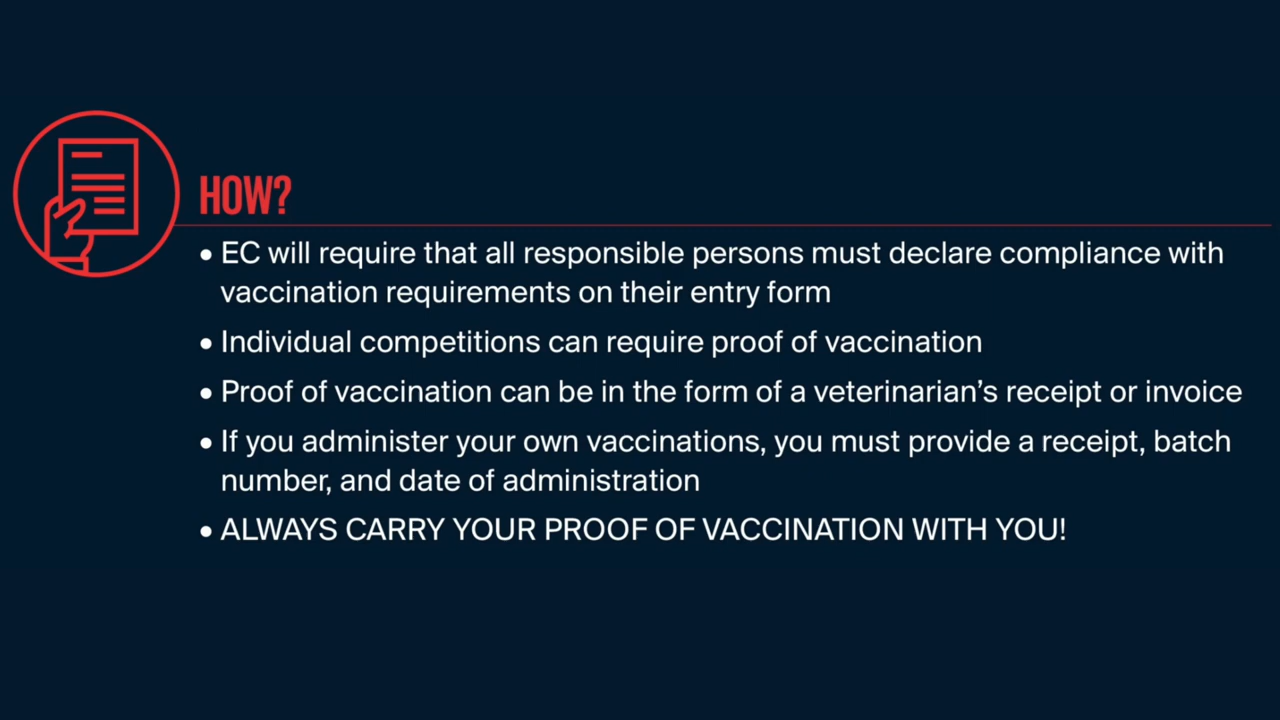 HOW?
• EC will require that all responsible persons must declare compliance with
vaccination requirements on their entry form
• Individual competitions can require proof of vaccination
• Proof of vaccination can be in the form of a veterinarian’s receipt or invoice
• If you administer your own vaccinations, you must provide a receipt, batch
number, and date of administration
• ALWAYS CARRY YOUR PROOF OF VACCINATION WITH YOU!